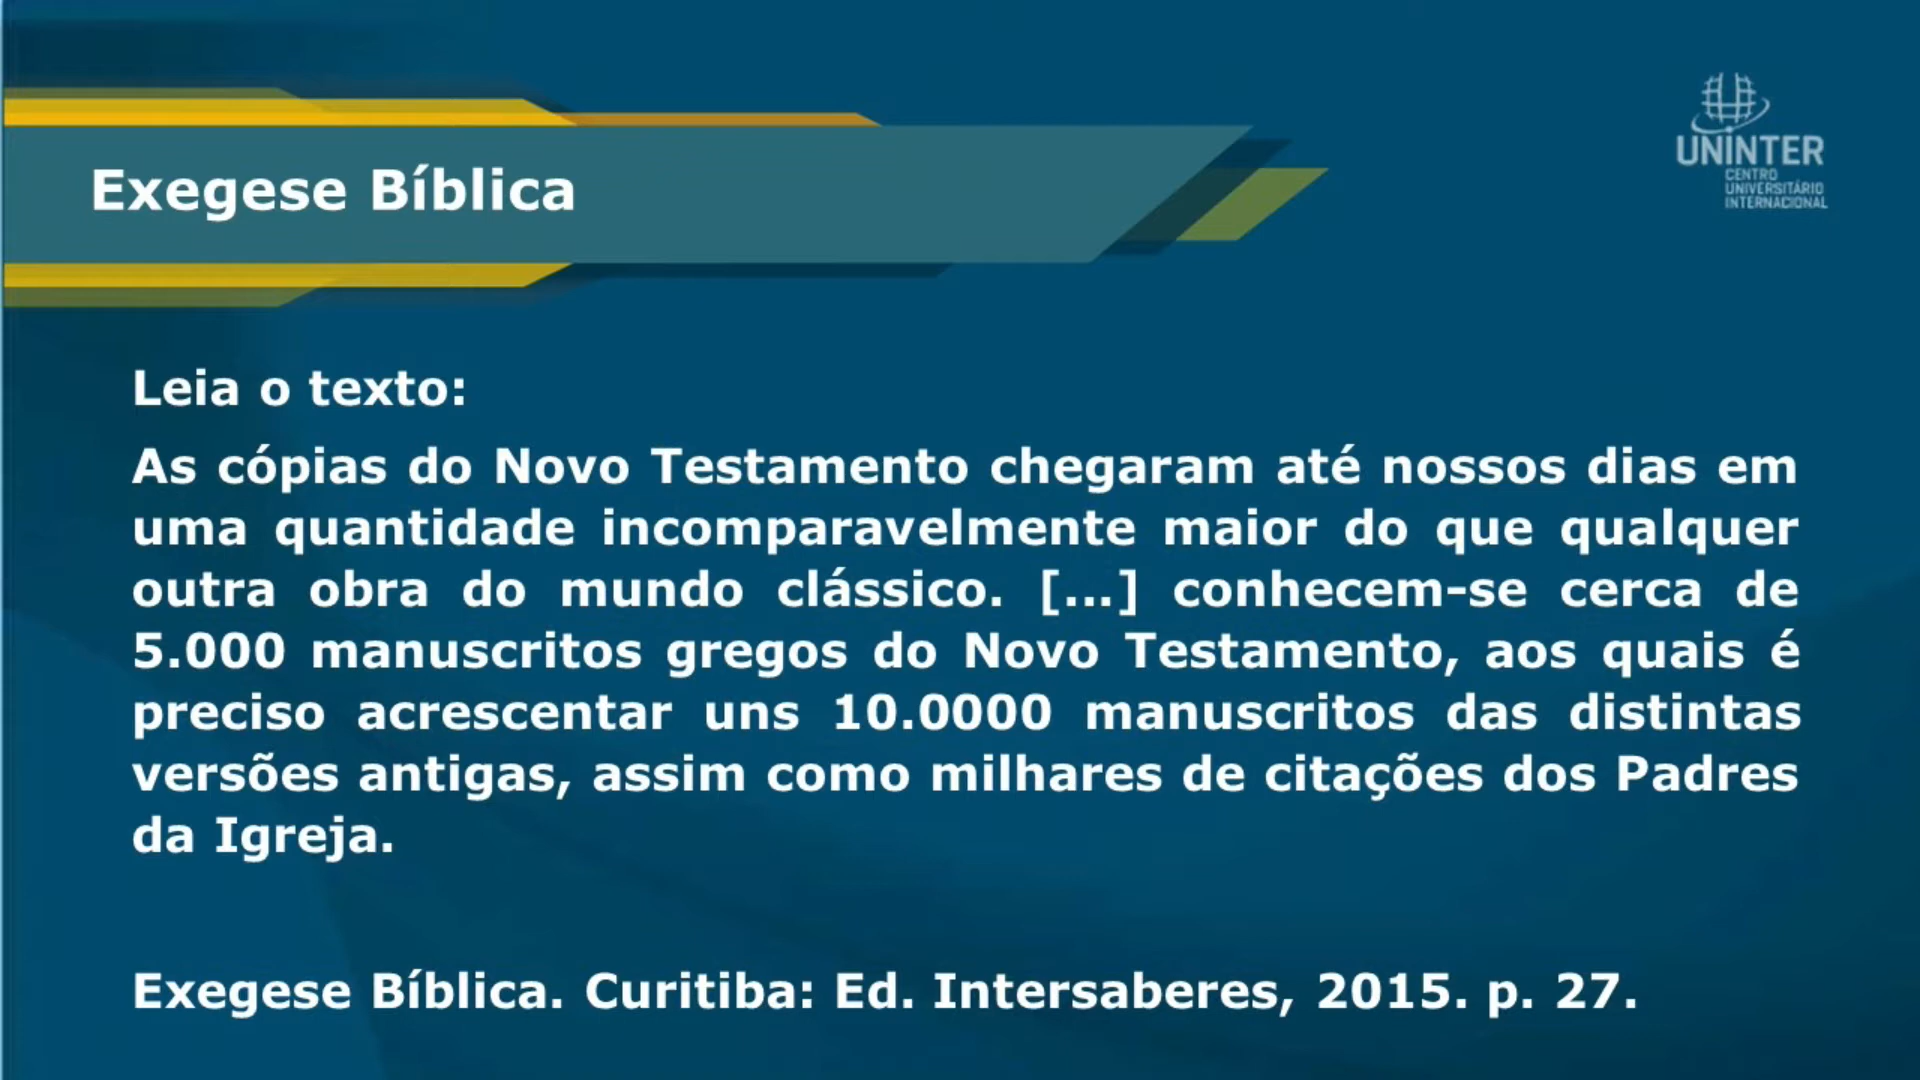 UNINTER
CENTRO
UNIVERSITÁRIO
INTERNACIONAL
Exegese Bíblica
Leia o texto:
As cópias do Novo Testamento chegaram até nossos dias em
uma quantidade incomparavelmente maior do que qualquer
outra obra do mundo clássico. [...] conhecem-se cerca de
5.000 manuscritos gregos do Novo Testamento, aos quais é
preciso acrescentar uns 10.0000 manuscritos das distintas
versões antigas, assim como milhares de citações dos Padres
da Igreja.
Exegese Bíblica. Curitiba: Ed. Intersaberes, 2015. p. 27.